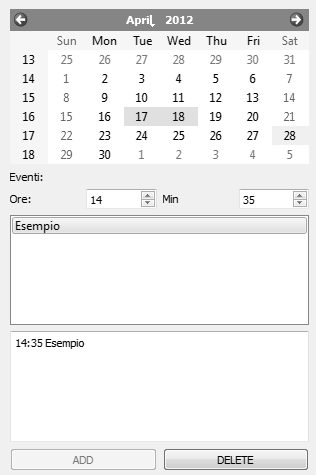 April, 2012
Sun Mon Tue Wed Thu Fri Sat
13 25 26 27 28 29 30 31
14 1 2 3 4 5 6 7
15 8 9 10 11 12 13 14
16 15 16 17 18 19 20 21
17 22 23 24 25 26 27 28
18 29 30 1 2 3 4 5
Eventi:
Ore: 14 Min 35
Esempio
14:35 Esempio
ADD DELETE